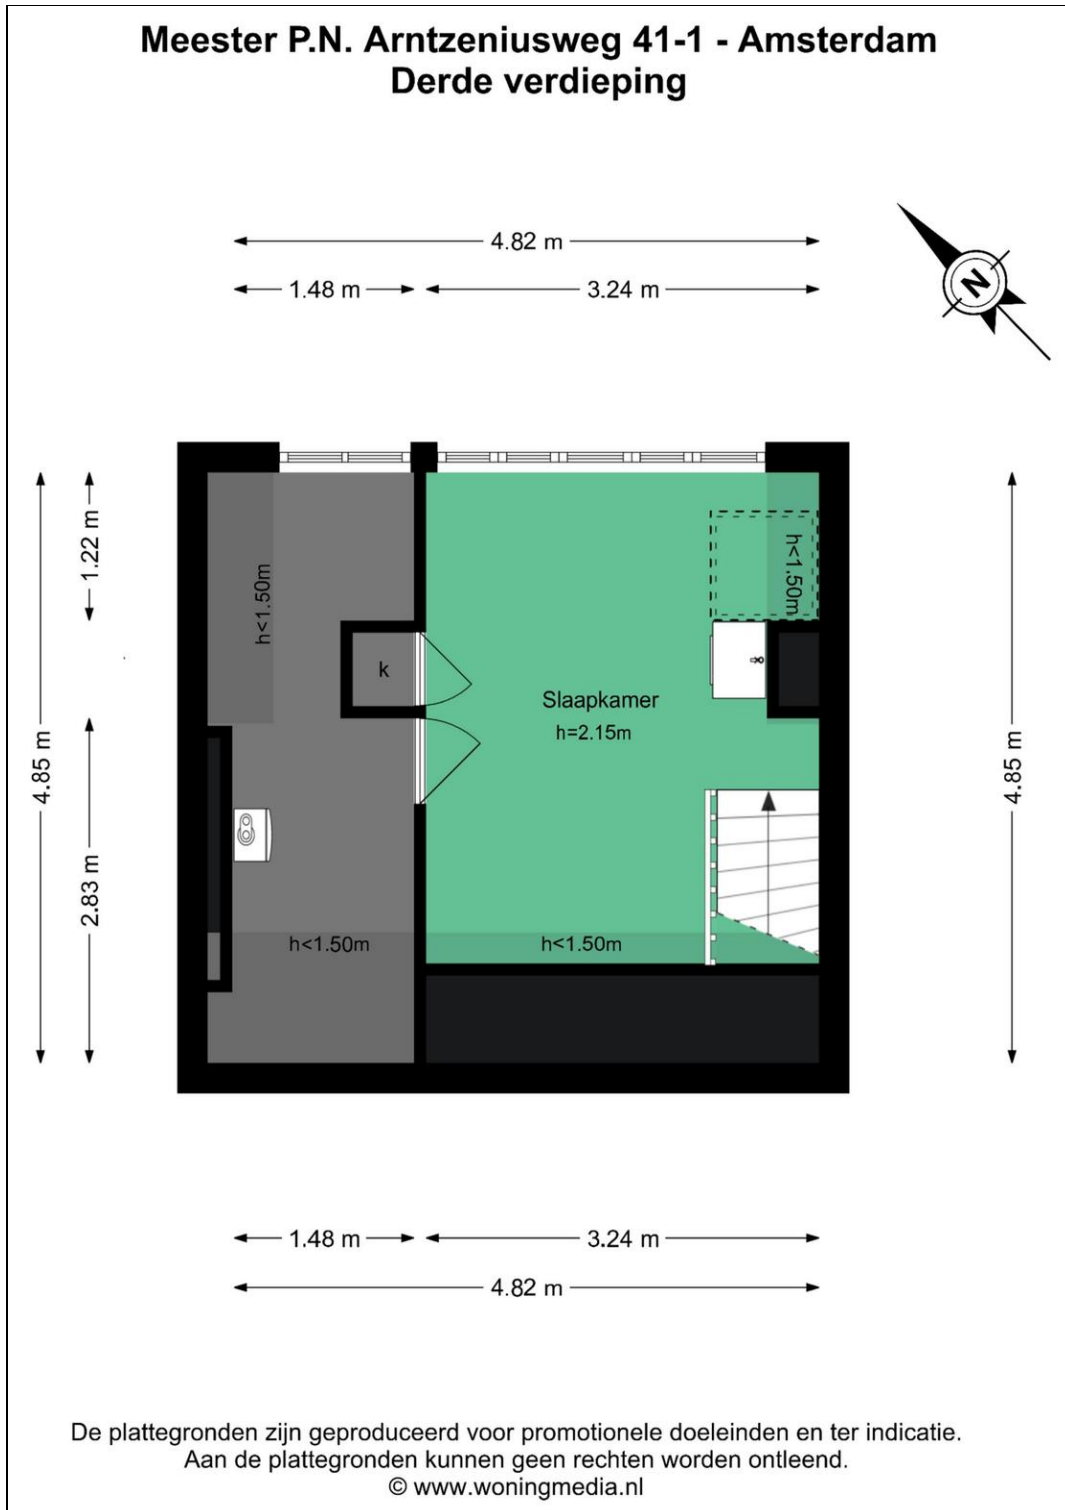 Meester P.N. Arntzeniusweg 41-1 - Amsterdam
Derde verdieping
4.82 m
1.48 m
3.24 m
N
1.22 m
h<1.50m
h<1.50m
k
Slaapkamer
h=2.15m
4.85 m
4.85 m
2.83 m
h<1.50m
h<1.50m
1.48 m
3.24 m
4.82 m
De plattegronden zijn geproduceerd voor promotionele doeleinden en ter indicatie.
Aan de plattegronden kunnen geen rechten worden ontleend.
© www.woningmedia.nl